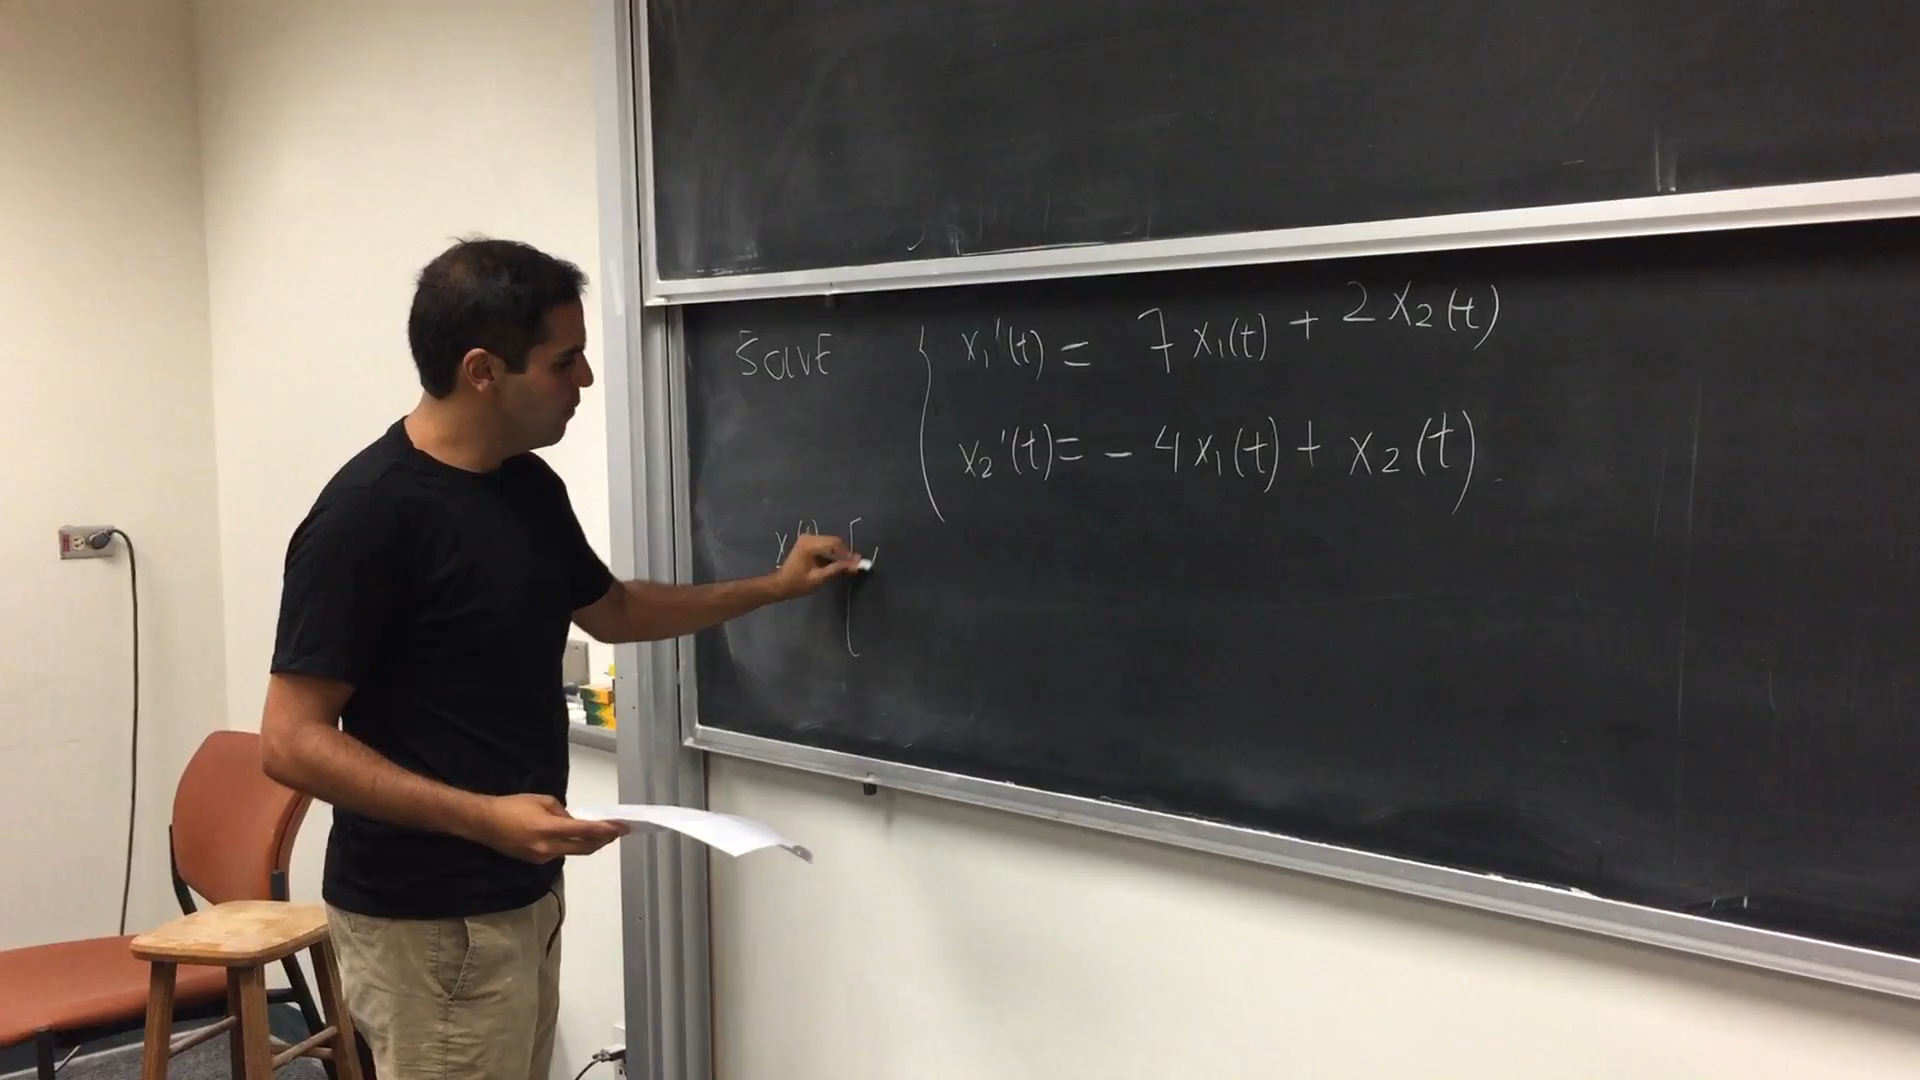 SOLVE { x₁'(t) = 7x₁(t) + 2x₂(t)
x₂'(t) = - 4x₁(t) + x₂(t)
x